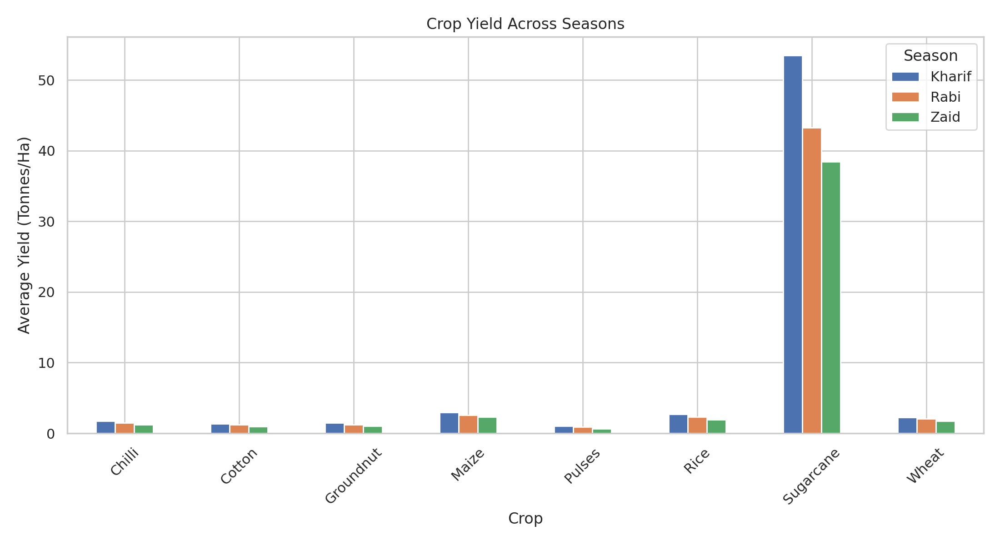 Crop Yield Across Seasons
Season
Kharif
Rabi
Zaid
Average Yield (Tonnes/Ha)
50
40
30
20
10
0
Chilli
Cotton
Groundnut
Maize
Pulses
Rice
Sugarcane
Wheat
Crop